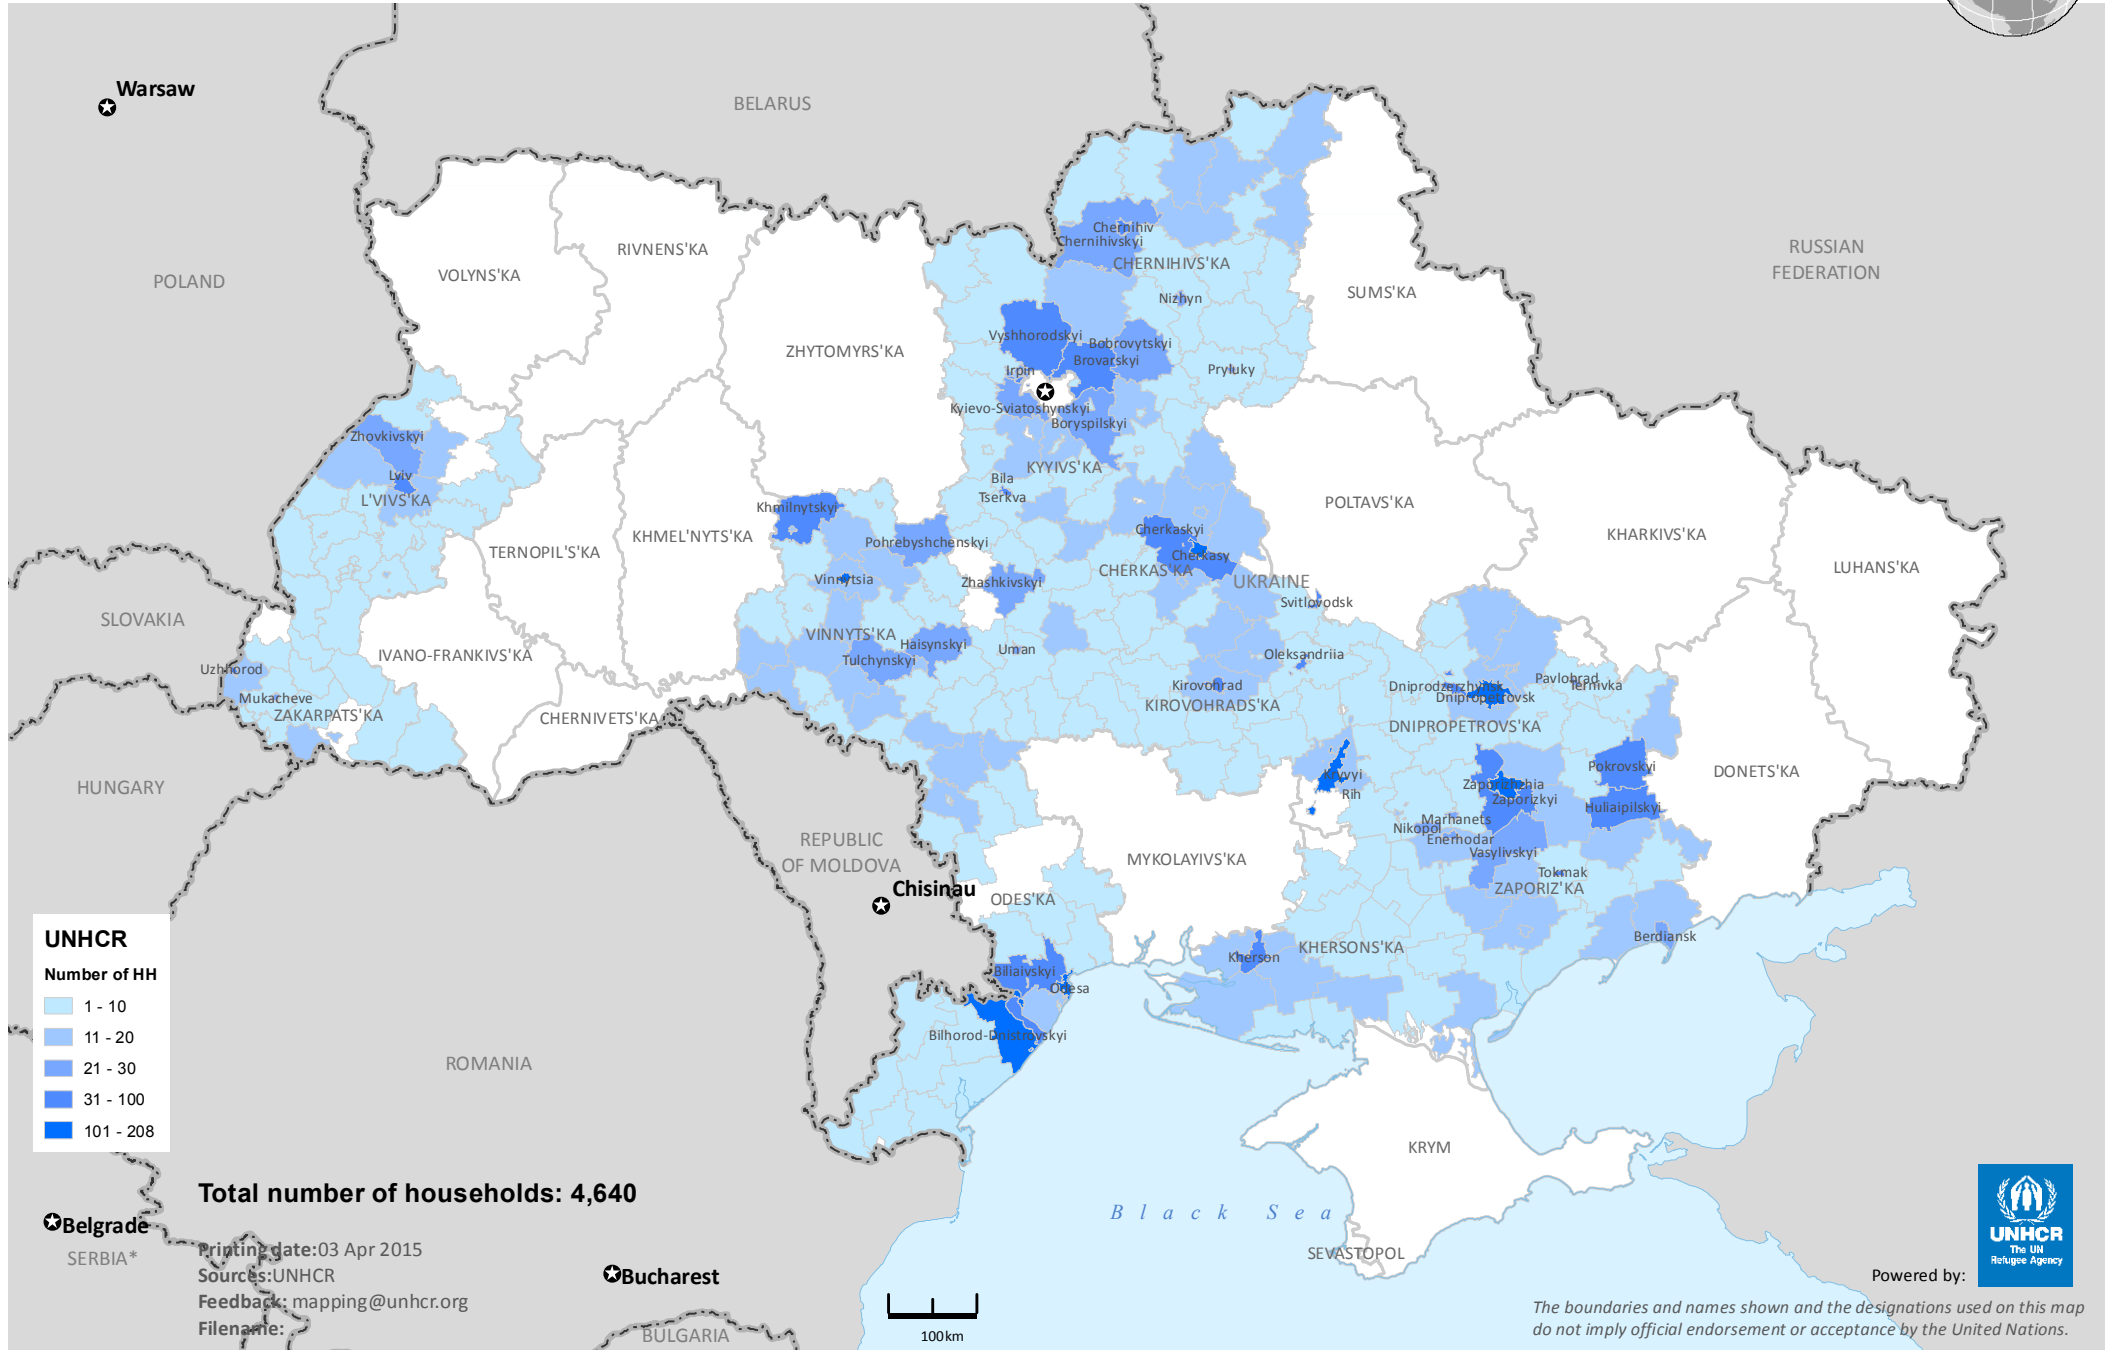 Warsaw
BELARUS
RUSSIAN
FEDERATION
POLAND
VOLYNS'KA
RIVNENS'KA
ZHYTOMYRS'KA
Chernihiv
Chernihivskyi
CHERNIHIVS'KA
SUMS'KA
Nizhyn
Vyshhorodskyi
Bobrovytskyi
Brovarskyi
Irpin
Pryluky
Kyievo-Sviatoshynskyi
Boryspilskyi
Zhovkivskyi
Lviv
L'VIVS'KA
KYYIVS'KA
Bila
Tserkva
POLTAVS'KA
Khmilnytskyi
KHARKIVS'KA
TERNOPIL'S'KA
KHMEL'NYTS'KA
Pohrebyshchenskyi
Cherkaskyi
Cherkasy
CHERKAS'KA
UKRAINE
LUHANS'KA
Vinnytsia
Zhashkivskyi
Svitlovodsk
SLOVAKIA
VINNYTS'KA
Haisynskyi
Tulchynskyi
Uman
Oleksandriia
IVANO-FRANKIVS'KA
Uzhhorod
Mukacheve
ZAKARPATS'KA
CHERNIVETS'KA
Kirovohrad
KIROVOHRADS'KA
Dniprodzerzhynsk
Dnipropetrovsk
Pavlohrad
Ternivka
DNIPROPETROVS'KA
HUNGARY
Kryvyi
Rih
Zaporizhzhia
Zaporizkyi
Pokrovskyi
Huliaipilskyi
DONETS'KA
Marhanets
Nikopol
Enerhodar
Vasylivskyi
Tokmak
ZAPORIZ'KA
REPUBLIC
OF MOLDOVA
Chisinau
MYKOLAYIVS'KA
ODES'KA
Berdiansk
KHERSONS'KA
Kherson
Biliaivskyi
Odesa
Bilhorod-Dnistrovskyi
ROMANIA
UNHCR
Number of HH
1 - 10
11 - 20
21 - 30
31 - 100
101 - 208
KRYM
Black Sea
SEVASTOPOL
Total number of households: 4,640
Belgrade
SERBIA*
Printing date:03 Apr 2015
Sources:UNHCR
Feedback: mapping@unhcr.org
Filename:
Bucharest
BULGARIA
100km
Powered by:
UNHCR
The UN
Refugee Agency
The boundaries and names shown and the designations used on this map
do not imply official endorsement or acceptance by the United Nations.